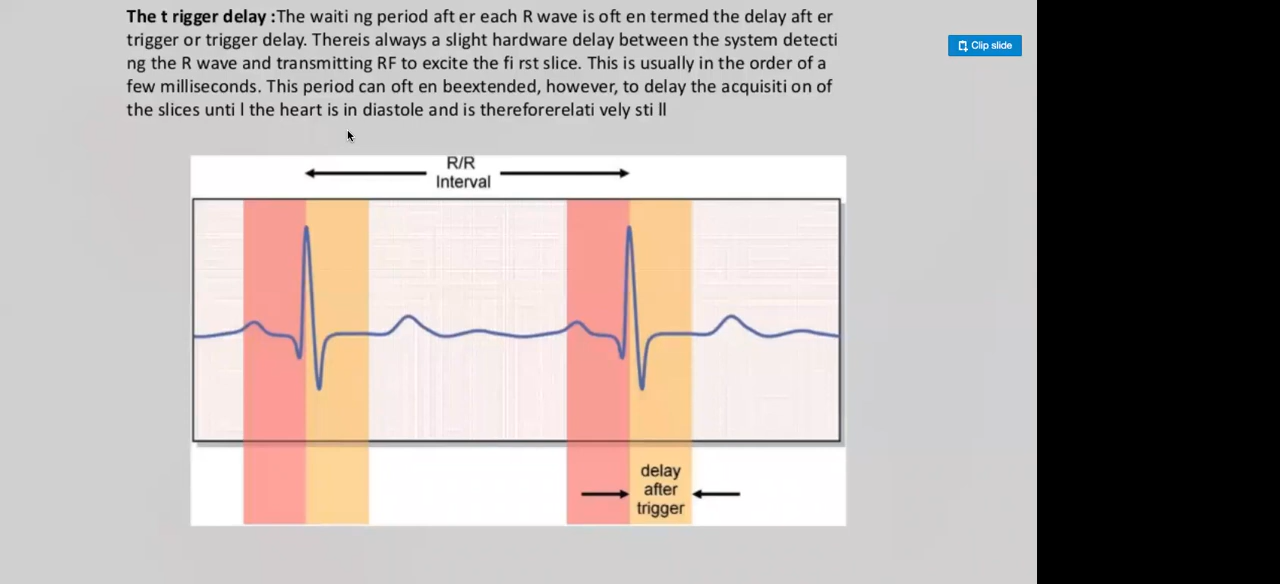 The t rigger delay :The waiti ng period aft er each R wave is oft en termed the delay aft er
trigger or trigger delay. Thereis always a slight hardware delay between the system detecti
ng the R wave and transmitting RF to excite the fi rst slice. This is usually in the order of a
few milliseconds. This period can oft en beextended, however, to delay the acquisiti on of
the slices unti l the heart is in diastole and is thereforerelati vely sti ll
Clip slide
R/R
Interval
delay
after
trigger